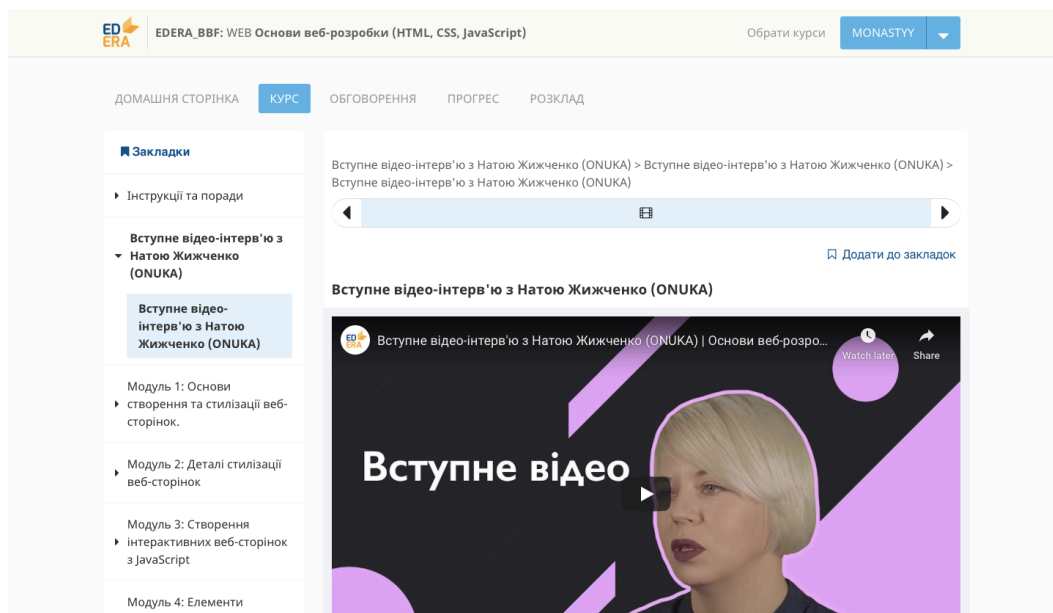 ED ERA
EDERA_BBF: WEB Основи веб-розробки (HTML, CSS, JavaScript)
Обрати курси
MONASTYY
ДОМАШНЯ СТОРІНКА
КУРС
ОБГОВОРЕННЯ
ПРОГРЕС
РОЗКЛАД
Закладки
Інструкції та поради
Вступне відео-інтерв'ю з
Натою Жижченко
(ONUKA)
Вступне відео-
інтерв'ю з Натою
Жижченко (ONUKA)
Модуль 1: Основи
створення та стилізації веб-
сторінок.
Модуль 2: Деталі стилізації
веб-сторінок
Модуль 3: Створення
інтерактивних веб-сторінок
з JavaScript
Модуль 4: Елементи
Вступне відео-інтерв'ю з Натою Жижченко (ONUKA) > Вступне відео-інтерв'ю з Натою Жижченко (ONUKA) >
Вступне відео-інтерв'ю з Натою Жижченко (ONUKA)
Додати до закладок
Вступне відео-інтерв'ю з Натою Жижченко (ONUKA)
ED ERA
Вступне відео-інтерв'ю з Натою Жижченко (ONUKA) | Основи веб-розро...
Watch later
Share
Вступне відео